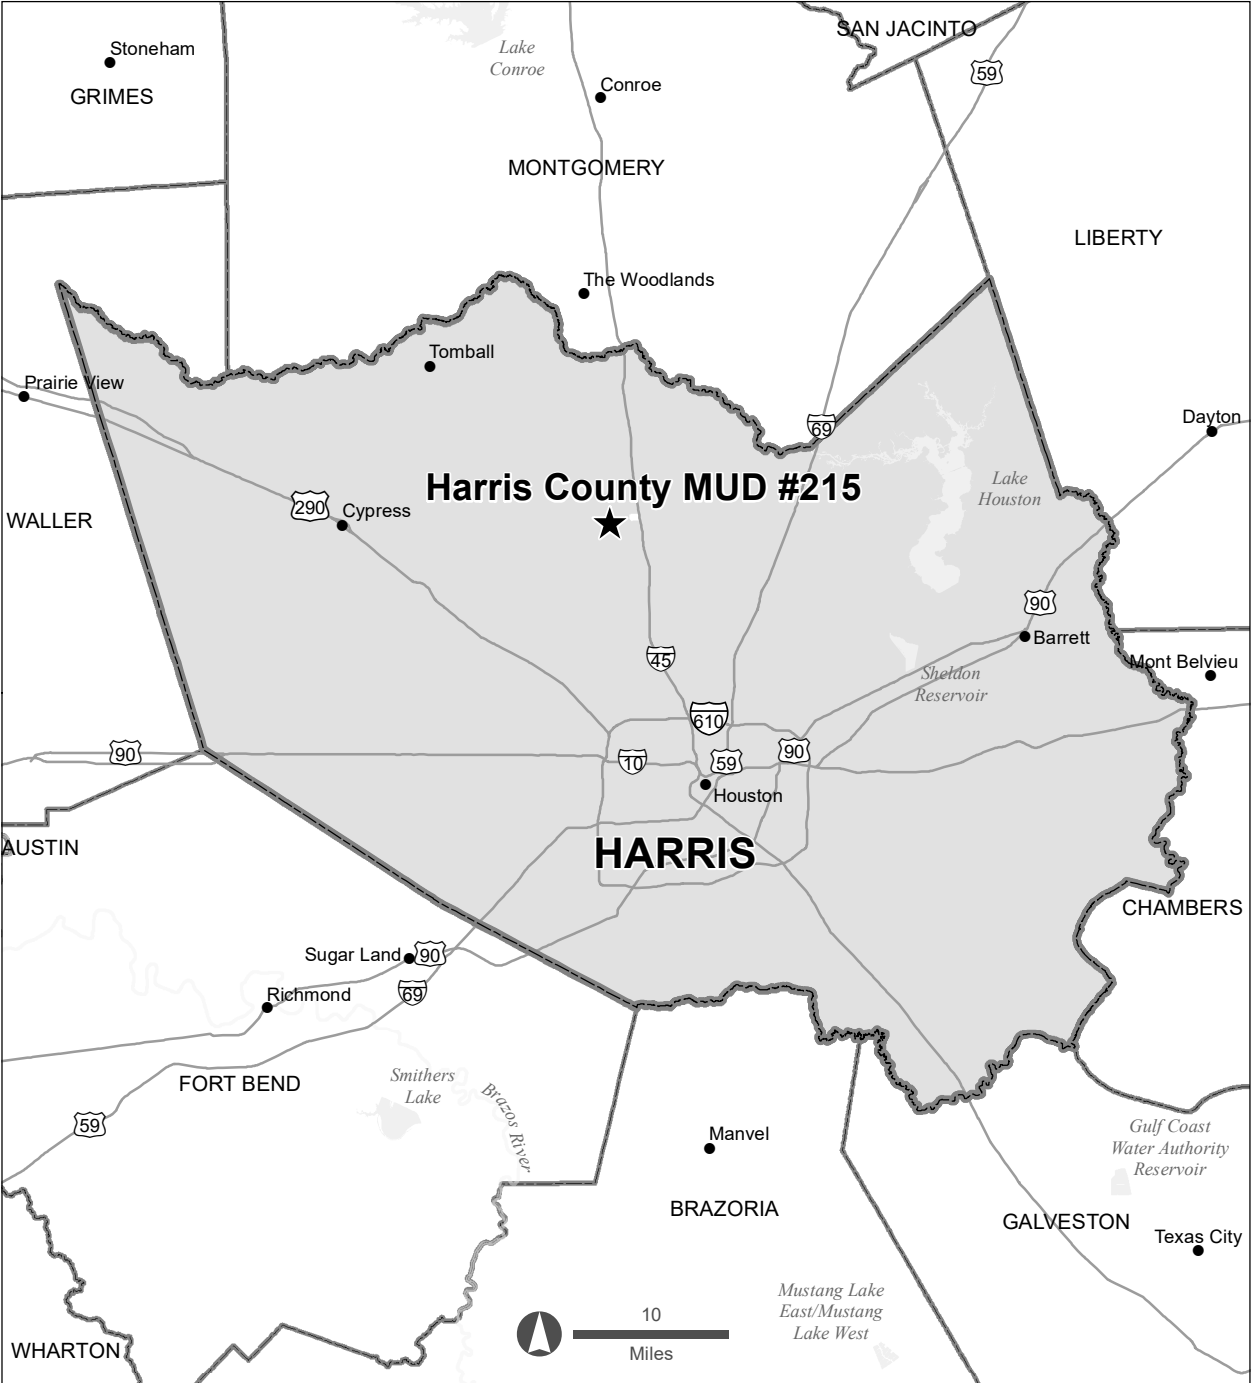 SAN JACINTO
Stoneham
Lake
Conroe
59
Conroe
GRIMES
MONTGOMERY
LIBERTY
The Woodlands
Tomball
Prairie View
Dayton
69
Harris County MUD #215
Lake
Houston
290
Cypress
WALLER
90
Barrett
45
Mont Belvieu
Sheldon
Reservoir
610
90
10
59
90
Houston
AUSTIN
HARRIS
CHAMBERS
Sugar Land
90
Richmond
69
FORT BEND
Smithers
Lake
Brazos River
59
Manvel
Gulf Coast
Water Authority
Reservoir
BRAZORIA
GALVESTON
Texas City
Mustang Lake
East/Mustang
Lake West
10
Miles
WHARTON